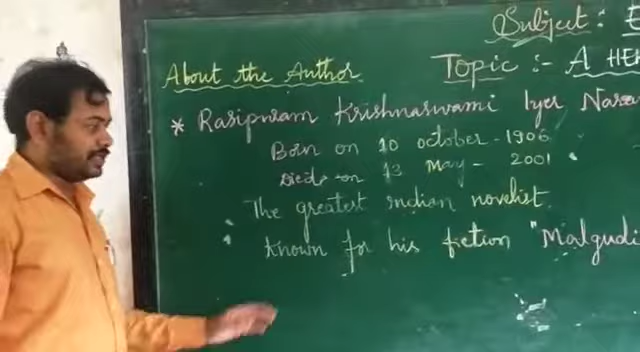 Subject: E
About the Author
Topic :- A HE
* Rasipuram Krishnaswami Iyer Nara
Born on 10 october - 1906
Died on 13 May - 2001
The greatest indian novelist.
Known for his fiction "Malgudi